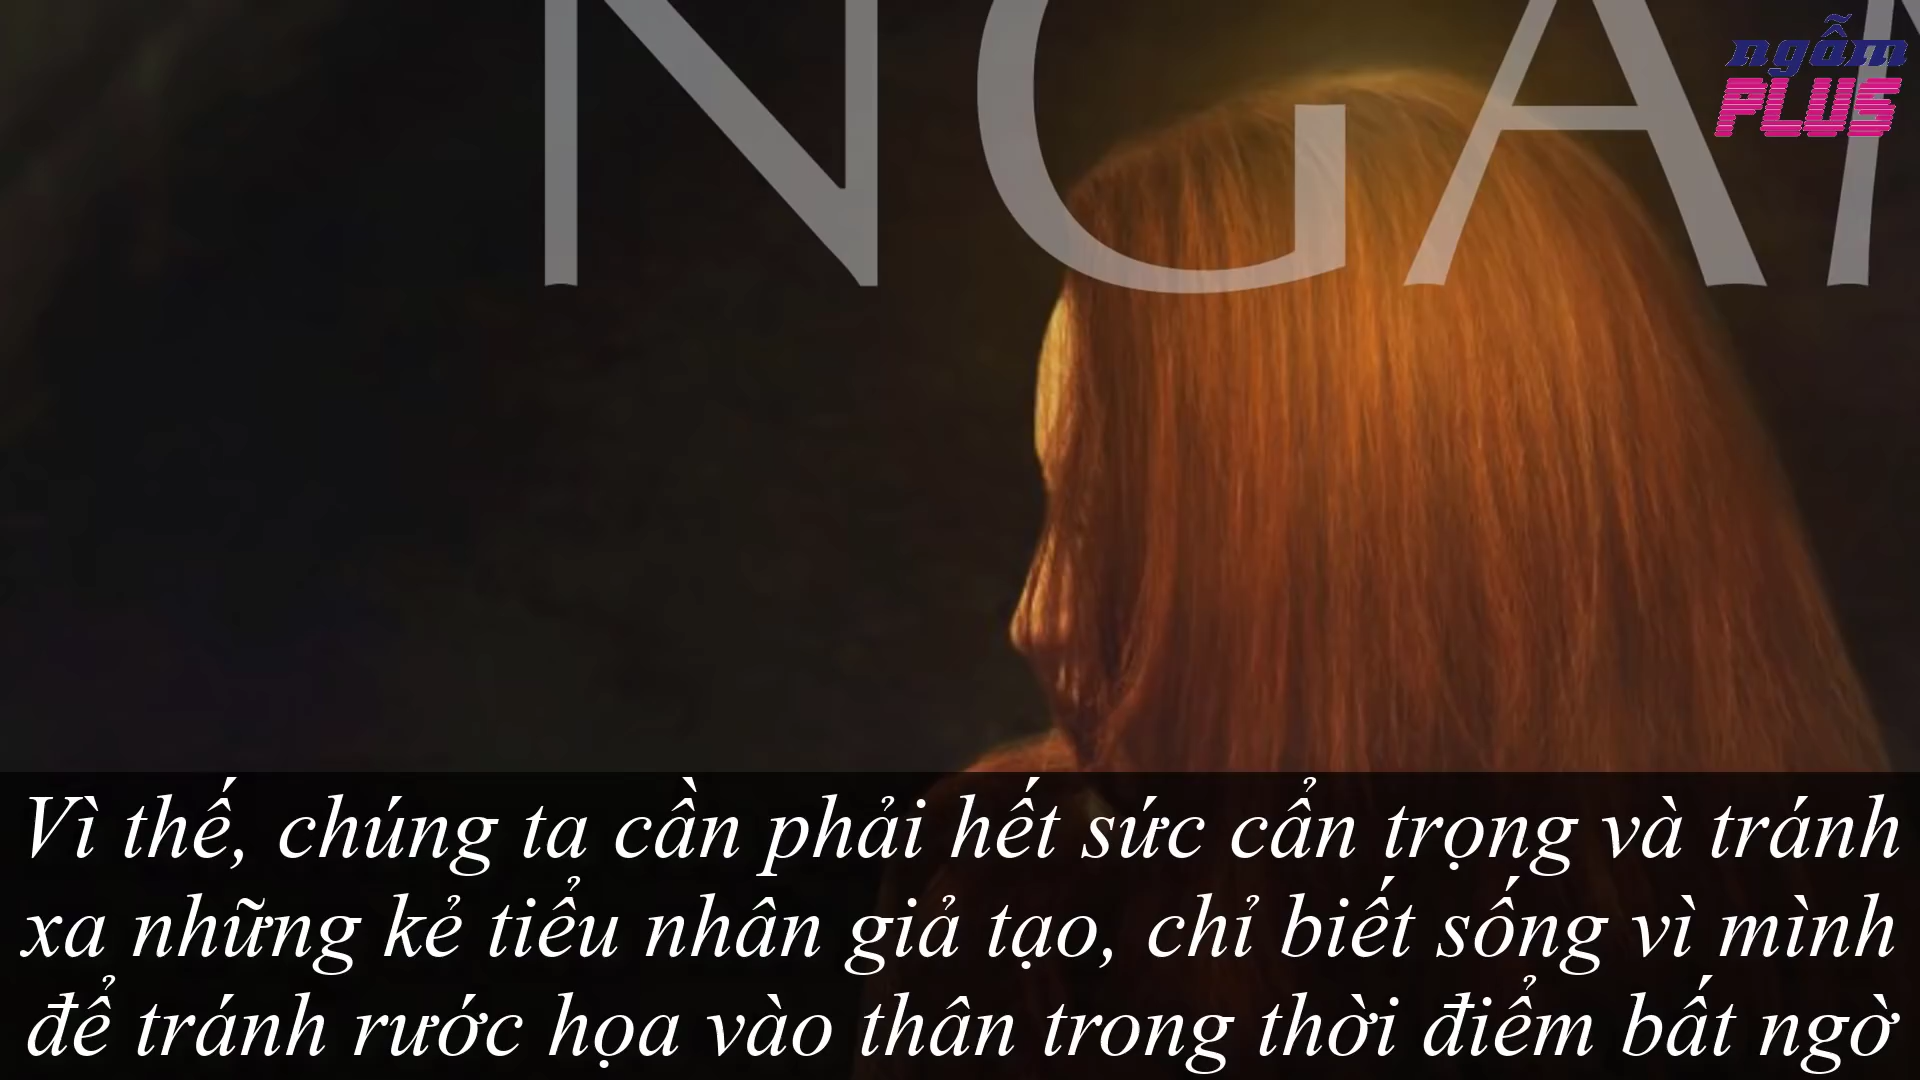 NGA
ngẫm
PLUS
Vì thế, chúng ta cần phải hết sức cẩn trọng và tránh
xa những kẻ tiểu nhân giả tạo, chỉ biết sống vì mình
để tránh rước họa vào thân trong thời điểm bất ngờ